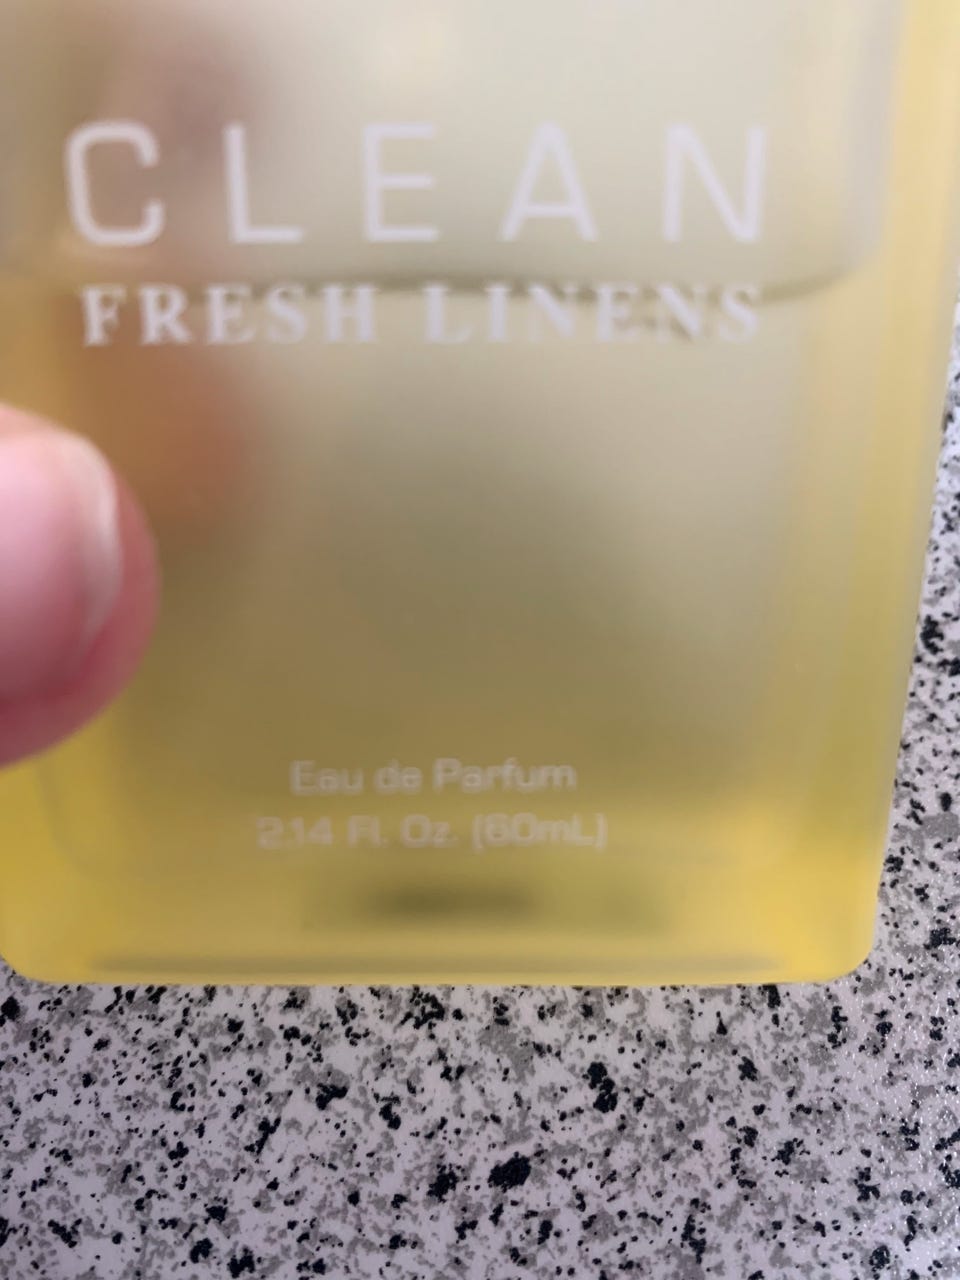 CLEAN
FRESH LINENS
Eau de Parfum
2.14 Fl. Oz. (60mL)